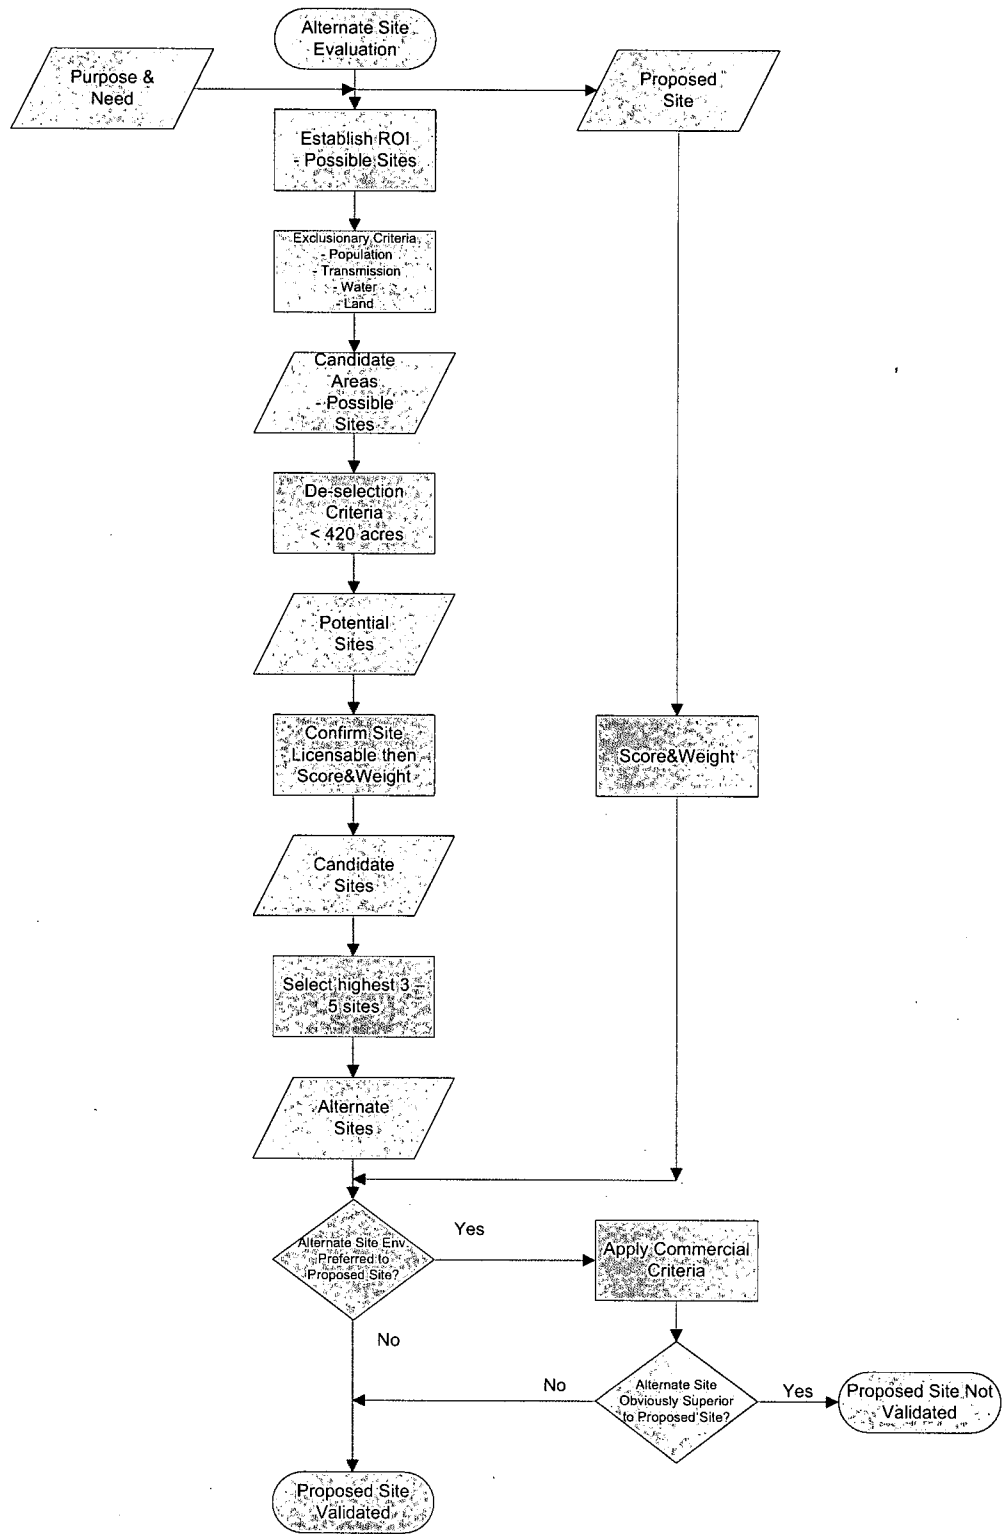 Alternate Site
Evaluation
Purpose &
Need
Proposed
Site
Establish ROI
- Possible Sites
Exclusionary Criteria
- Population
- Transmission
- Water
- Land
Candidate
Areas
- Possible
Sites
De-selection
Criteria
< 420 acres
Potential
Sites
Confirm Site
Licensable then
Score&Weight
Score&Weight
Candidate
Sites
Select highest 3 –
5 sites
Alternate
Sites
Alternate Site Env.
Preferred to
Proposed Site?
Yes
Apply Commercial
Criteria
No
Alternate Site
Obviously Superior
to Proposed Site?
No
Yes
Proposed Site Not
Validated
Proposed Site
Validated